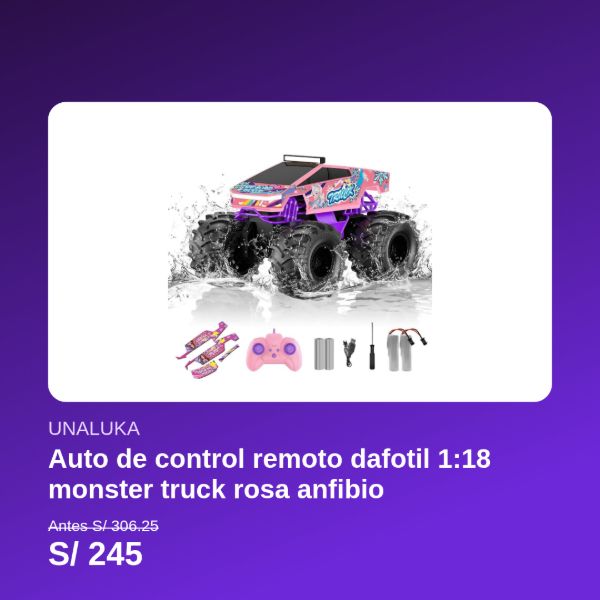 UNALUKA
Auto de control remoto dafotil 1:18
monster truck rosa anfibio
Antes S/ 306.25
S/ 245